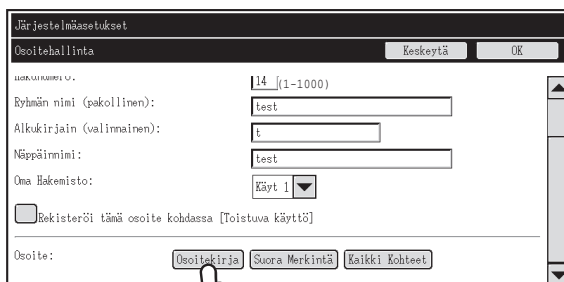 Järjestelmäasetukset
Osoitehallinta Keskeytä OK
Hakunumero: 14 (1-1000)
Ryhmän nimi (pakollinen): test
Alkukirjain (valinnainen): t
Näppäinnimi: test
Oma Hakemisto: Käyt 1
Rekisteröi tämä osoite kohdassa [Toistuva käyttö]
Osoite: Osoitekirja Suora Merkintä Kaikki Kohteet